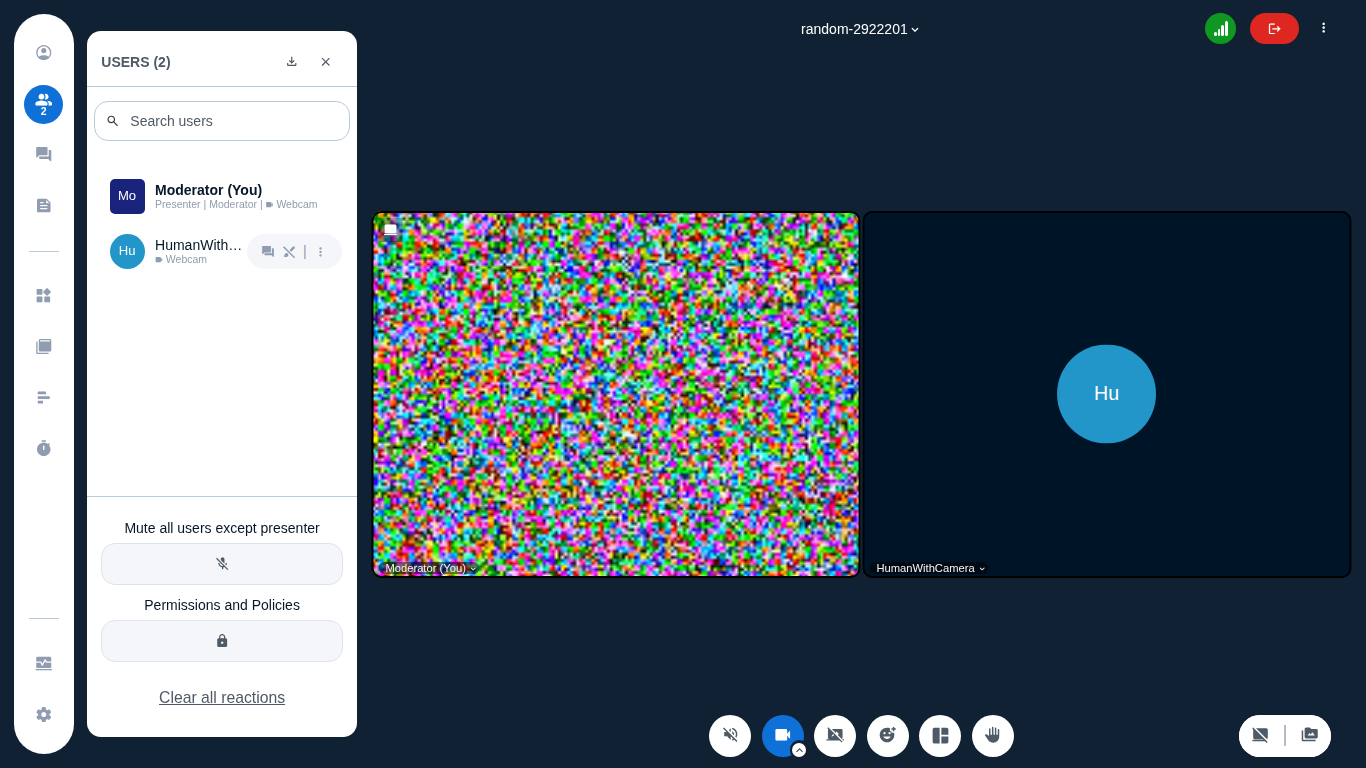 random-2922201
USERS (2)
2
Search users
Mo
Moderator (You)
Presenter | Moderator | Webcam
Hu
HumanWith…
Webcam
Hu
Moderator (You)
HumanWithCamera
Mute all users except presenter
Permissions and Policies
Clear all reactions